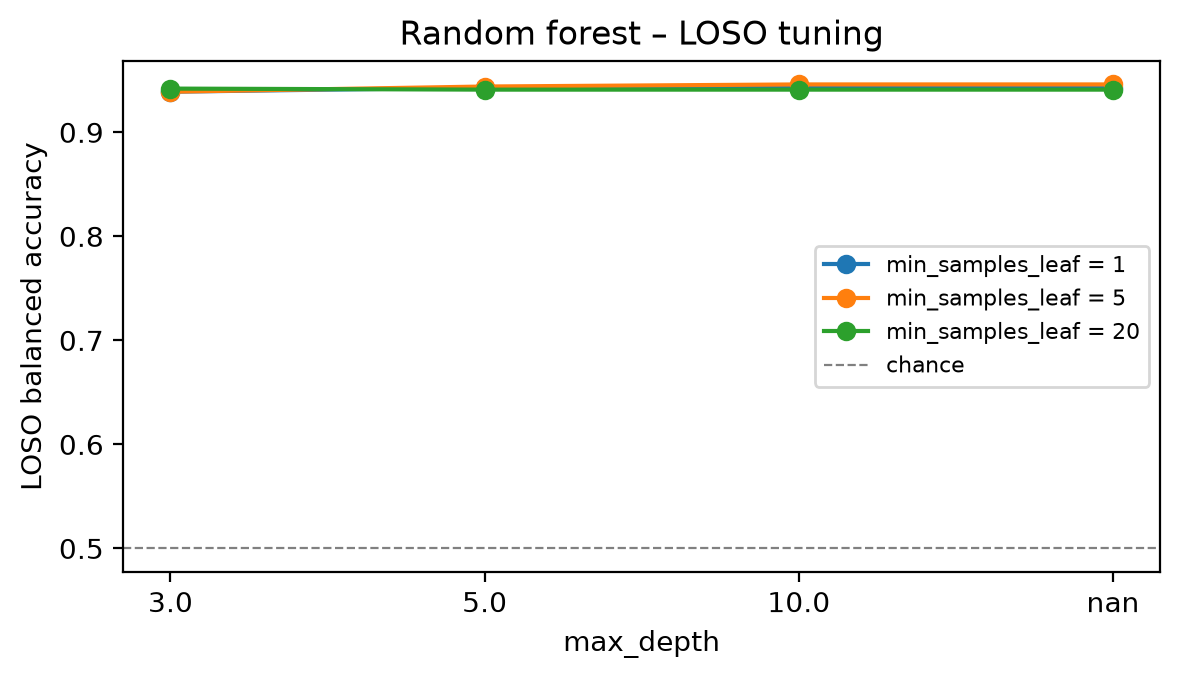 Random forest – LOSO tuning
LOSO balanced accuracy
0.9
0.8
0.7
0.6
0.5
min_samples_leaf = 1
min_samples_leaf = 5
min_samples_leaf = 20
chance
3.0 5.0 10.0 nan
max_depth